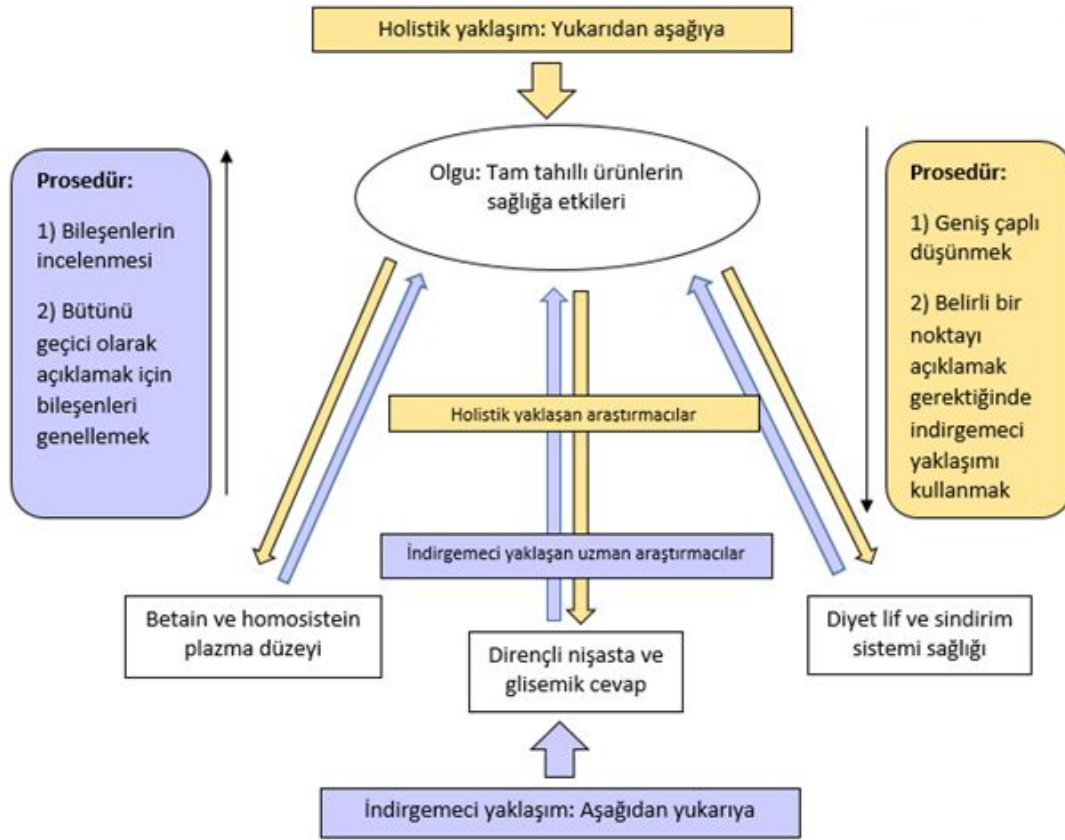 Holistik yaklaşım: Yukarıdan aşağıya
Olgu: Tam tahıllı ürünlerin
sağlığa etkileri
Prosedür:
1) Bileşenlerin
incelenmesi
2) Bütünü
geçici olarak
açıklamak için
bileşenleri
genellemek
Prosedür:
1) Geniş çaplı
düşünmek
2) Belirli bir
noktayı
açıklamak
gerektiğinde
indirgemeci
yaklaşımı
kullanmak
Holistik yaklaşan araştırmacılar
İndirgemeci yaklaşan uzman araştırmacılar
Betain ve homosistein
plazma düzeyi
Dirençli nişasta ve
glisemik cevap
Diyet lif ve sindirim
sistemi sağlığı
İndirgemeci yaklaşım: Aşağıdan yukarıya